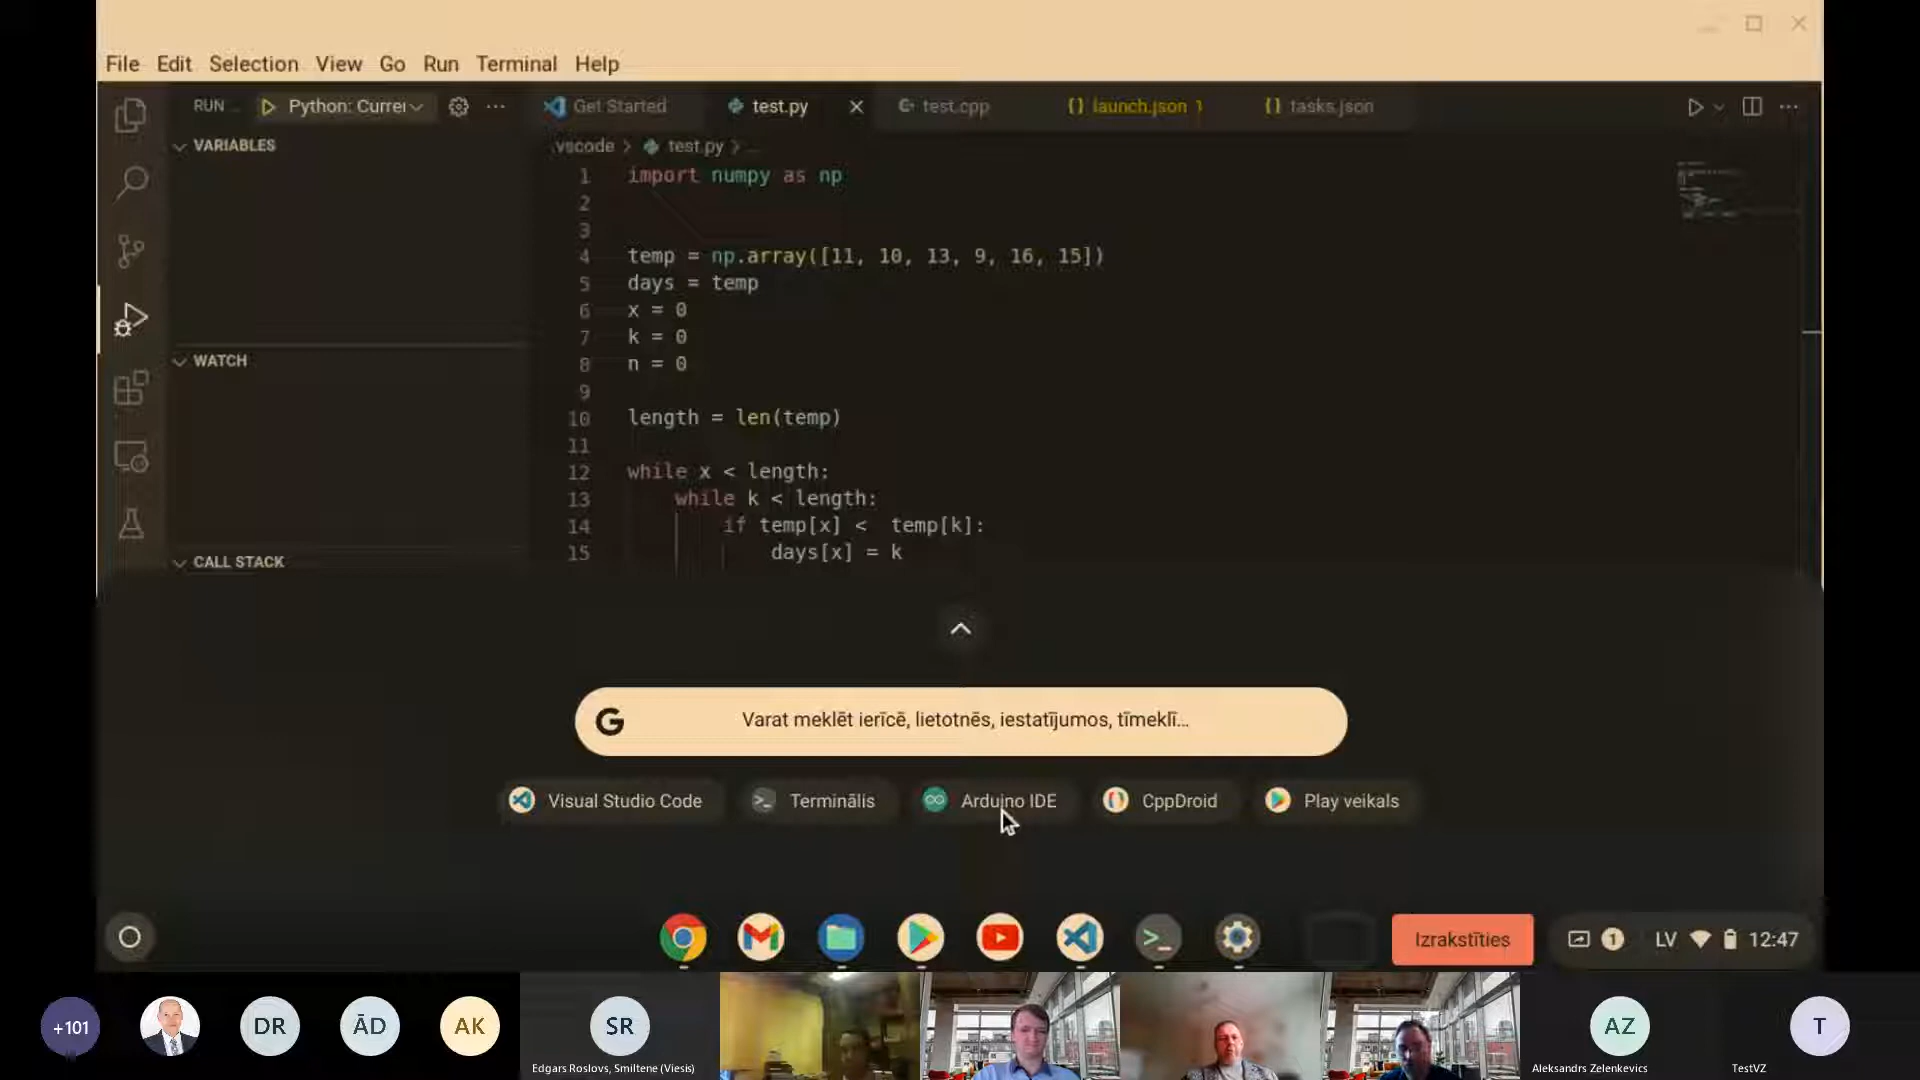 File Edit Selection View Go Run Terminal Help
RUN Python: Currei ··· Get Started test.py test.cpp {} launch.json 1 {} tasks.json ···
VARIABLES
.vscode > test.py > ...
1 import numpy as np
2
3
4 temp = np.array([11, 10, 13, 9, 16, 15])
5 days = temp
6 x = 0
7 k = 0
8 n = 0
WATCH
9
10 length = len(temp)
11
12 while x < length:
13 while k < length:
14 if temp[x] < temp[k]:
15 days[x] = k
CALL STACK
G Varat meklēt ierīcē, lietotnēs, iestatījumos, tīmeklī...
Visual Studio Code Terminālis Arduino IDE CppDroid Play veikals
Izrakstīties 1 LV 12:47
+101 DR ĀD AK SR AZ T
Edgars Roslovs, Smiltene (Viesis) Aleksandrs Zelenkevics TestVZ